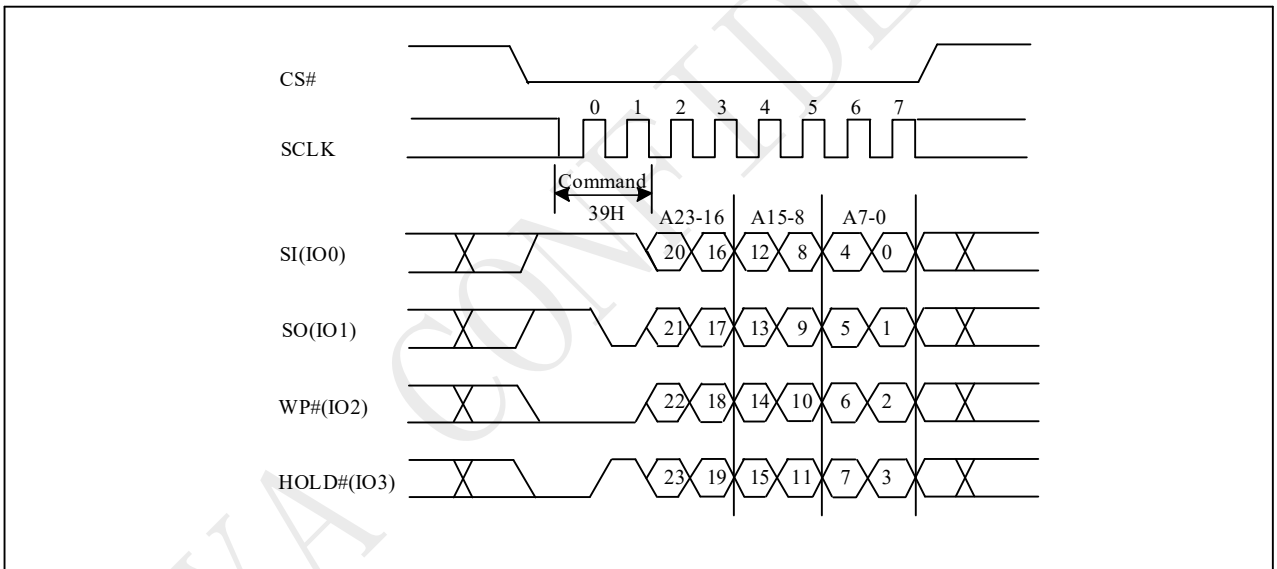 CS#
0 1 2 3 4 5 6 7
SCLK
Command
39H
A23-16 A15-8 A7-0
SI(IO0)
20 16 12 8 4 0
SO(IO1)
21 17 13 9 5 1
WP#(IO2)
22 18 14 10 6 2
HOLD#(IO3)
23 19 15 11 7 3